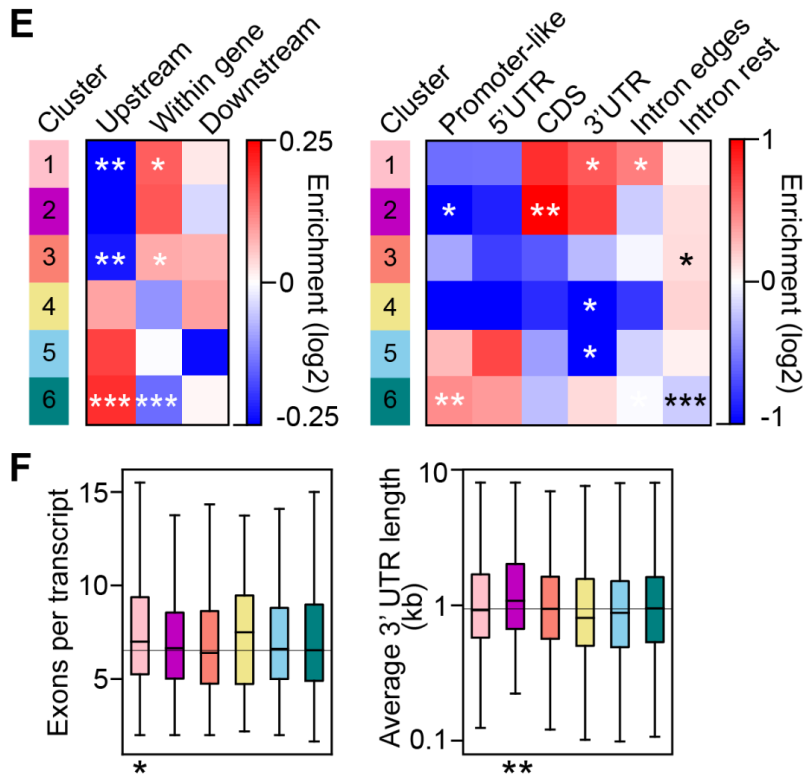 E
Cluster
Upstream
Within gene
Downstream
1
2
3
4
5
6
**
*
**
*
***
***
0.25
0
-0.25
Enrichment (log2)
Cluster
Promoter-like
5'UTR
CDS
3'UTR
Intron edges
Intron rest
1
2
3
4
5
6
*
*
*
**
*
*
*
**
*
***
1
0
-1
Enrichment (log2)
F
Exons per transcript
15
10
5
*
Average 3' UTR length
(kb)
10
1
0.1
**